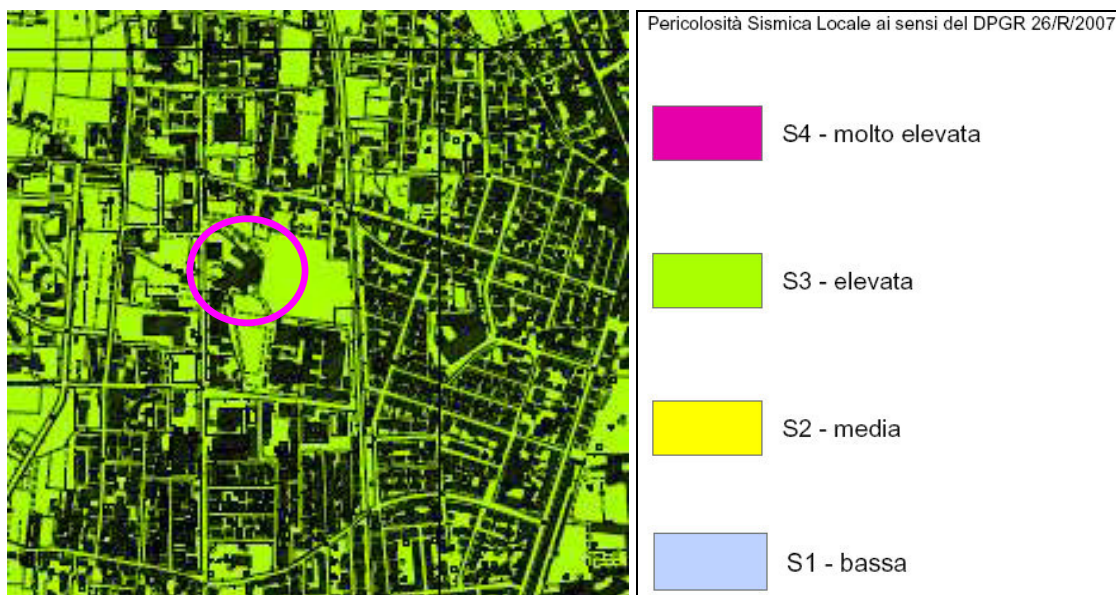 Pericolosità Sismica Locale ai sensi del DPGR 26/R/2007
S4 - molto elevata
S3 - elevata
S2 - media
S1 - bassa